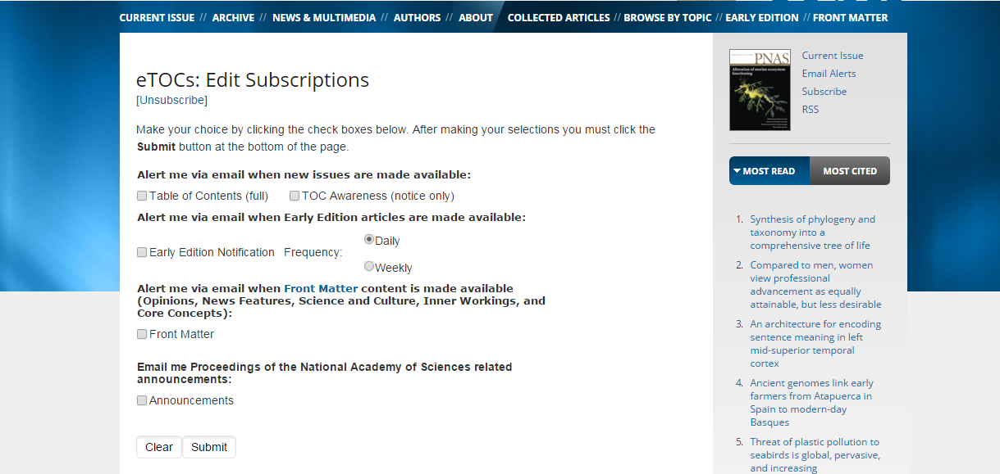 CURRENT ISSUE // ARCHIVE // NEWS & MULTIMEDIA // AUTHORS // ABOUT COLLECTED ARTICLES // BROWSE BY TOPIC // EARLY EDITION // FRONT MATTER
eTOCs: Edit Subscriptions
[Unsubscribe]
Make your choice by clicking the check boxes below. After making your selections you must click the
Submit button at the bottom of the page.
Alert me via email when new issues are made available:
Table of Contents (full) TOC Awareness (notice only)
Alert me via email when Early Edition articles are made available:
Daily
Early Edition Notification Frequency:
Weekly
Alert me via email when Front Matter content is made available
(Opinions, News Features, Science and Culture, Inner Workings, and
Core Concepts):
Front Matter
Email me Proceedings of the National Academy of Sciences related
announcements:
Announcements
Clear Submit
PNAS
Alteration of marine ecosystem
functioning
Current Issue
Email Alerts
Subscribe
RSS
MOST READ MOST CITED
1. Synthesis of phylogeny and
taxonomy into a
comprehensive tree of life
2. Compared to men, women
view professional
advancement as equally
attainable, but less desirable
3. An architecture for encoding
sentence meaning in left
mid-superior temporal
cortex
4. Ancient genomes link early
farmers from Atapuerca in
Spain to modern-day
Basques
5. Threat of plastic pollution to
seabirds is global, pervasive,
and increasing